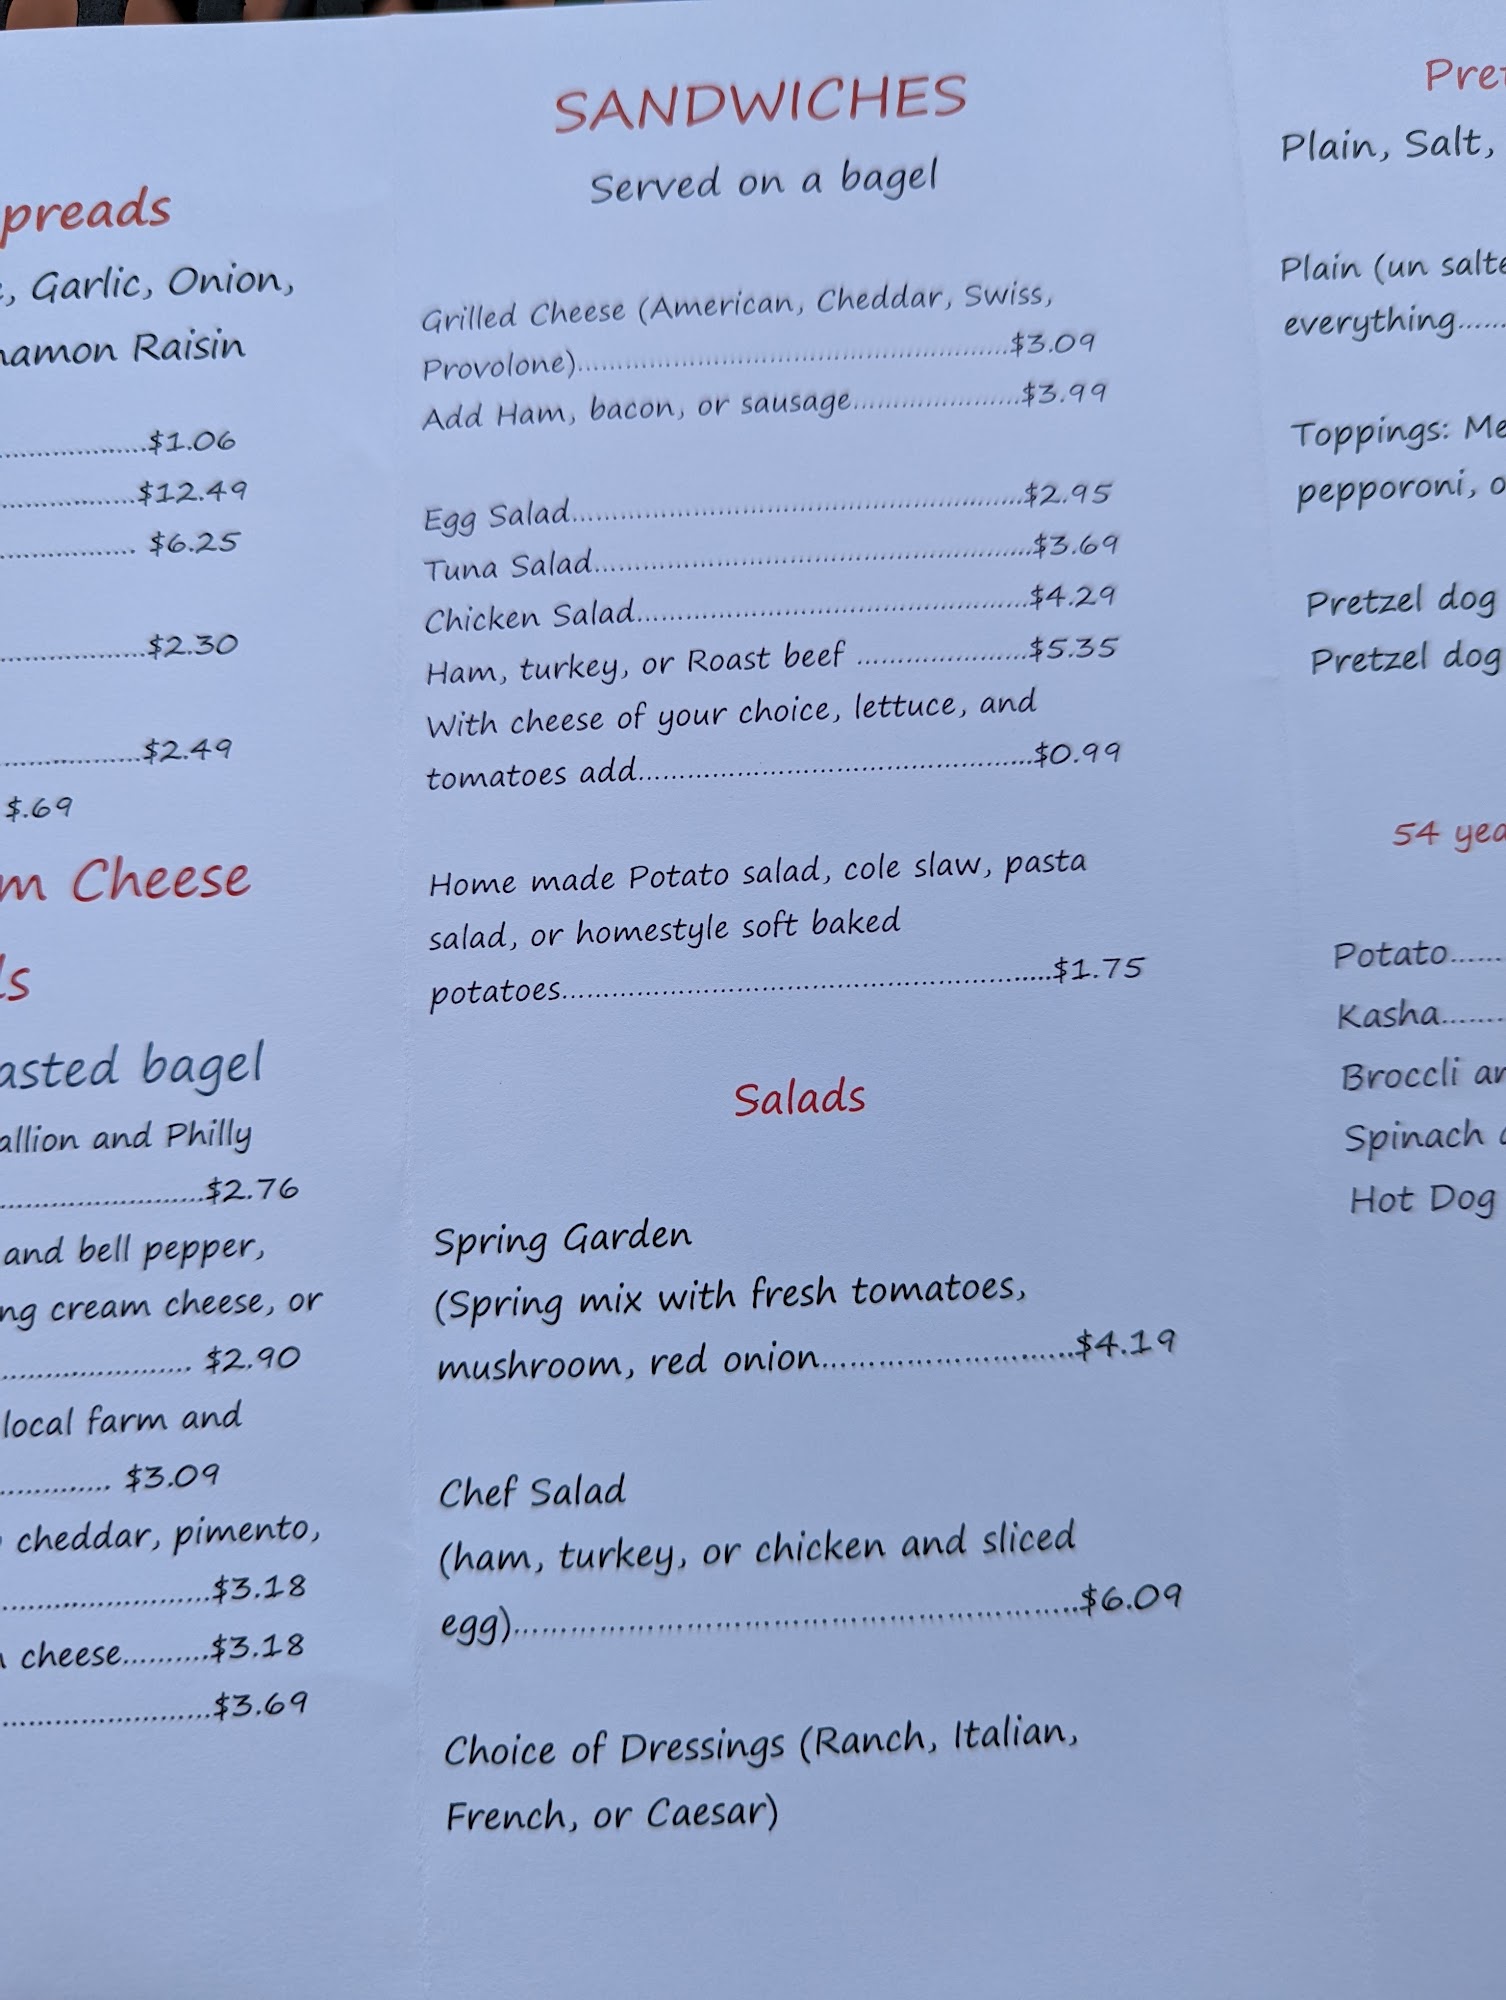 preads
, Garlic, Onion,
namon Raisin
....................$1.06
............$12.49
.................. $6.25
....................$2.30
....................$2.49
$.69
m Cheese
ls
asted bagel
allion and Philly
..........................$2.76
and bell pepper,
ng cream cheese, or
............................ $2.90
local farm and
.............. $3.09
cheddar, pimento,
..........................$3.18
cheese..........$3.18
..........................$3.69
SANDWICHES
Served on a bagel
Grilled Cheese (American, Cheddar, Swiss,
Provolone)......................................................$3.09
Add Ham, bacon, or sausage.....................$3.99
Egg Salad........................................................$2.95
Tuna Salad.....................................................$3.69
Chicken Salad................................................$4.29
Ham, turkey, or Roast beef .....................$5.35
With cheese of your choice, lettuce, and
tomatoes add.................................................$0.99
Home made Potato salad, cole slaw, pasta
salad, or homestyle soft baked
potatoes...........................................................$1.75
Salads
Spring Garden
(Spring mix with fresh tomatoes,
mushroom, red onion...........................$4.19
Chef Salad
(ham, turkey, or chicken and sliced
egg)............................................................$6.09
Choice of Dressings (Ranch, Italian,
French, or Caesar)
Pret
Plain, Salt,
Plain (un salte
everything......
Toppings: Me
pepporoni, o
Pretzel dog
Pretzel dog
54 yea
Potato......
Kasha.......
Broccli an
Spinach
Hot Dog